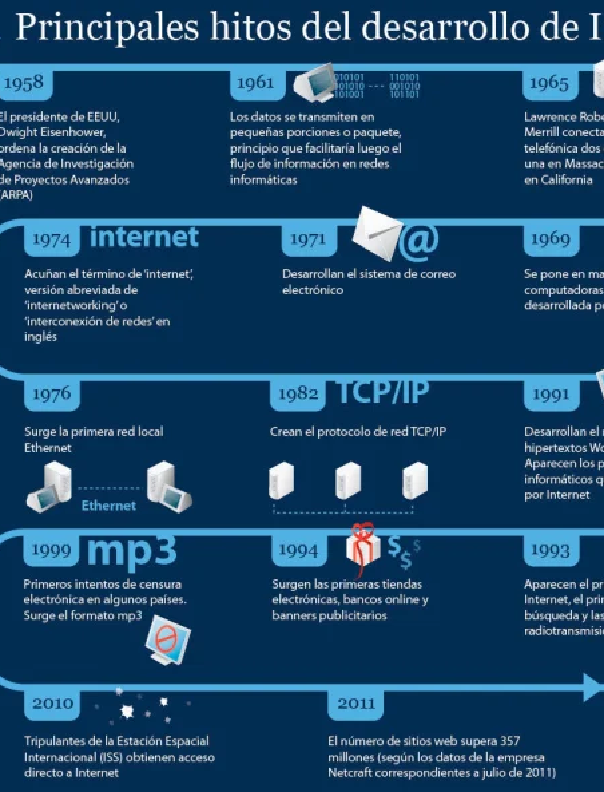 Principales hitos del desarrollo de I
1958
El presidente de EEUU,
Dwight Eisenhower,
ordena la creación de la
Agencia de Investigación
de Proyectos Avanzados
(ARPA)
1961
010101 110101
001010 --- 001010
101001 101101
Los datos se transmiten en
pequeñas porciones o paquete,
principio que facilitaría luego el
flujo de información en redes
informáticas
1965
Lawrence Robe
Merrill conecta
telefónica dos
una en Massac
en California
1974 internet
Acuñan el término de 'internet',
versión abreviada de
'internetworking' o
'interconexión de redes' en
inglés
1971 @
Desarrollan el sistema de correo
electrónico
1969
Se pone en ma
computadoras
desarrollada p
1976
Surge la primera red local
Ethernet
Ethernet
1982 TCP/IP
Crean el protocolo de red TCP/IP
1991
Desarrollan el
hipertextos Wo
Aparecen los p
informáticos q
por Internet
1999 mp3
Primeros intentos de censura
electrónica en algunos países.
Surge el formato mp3
1994 $ $ $
Surgen las primeras tiendas
electrónicas, bancos online y
banners publicitarios
1993
Aparecen el pr
Internet, el prin
búsqueda y las
radiotransmisi
2010
Tripulantes de la Estación Espacial
Internacional (ISS) obtienen acceso
directo a Internet
2011
El número de sitios web supera 357
millones (según los datos de la empresa
Netcraft correspondientes a julio de 2011)